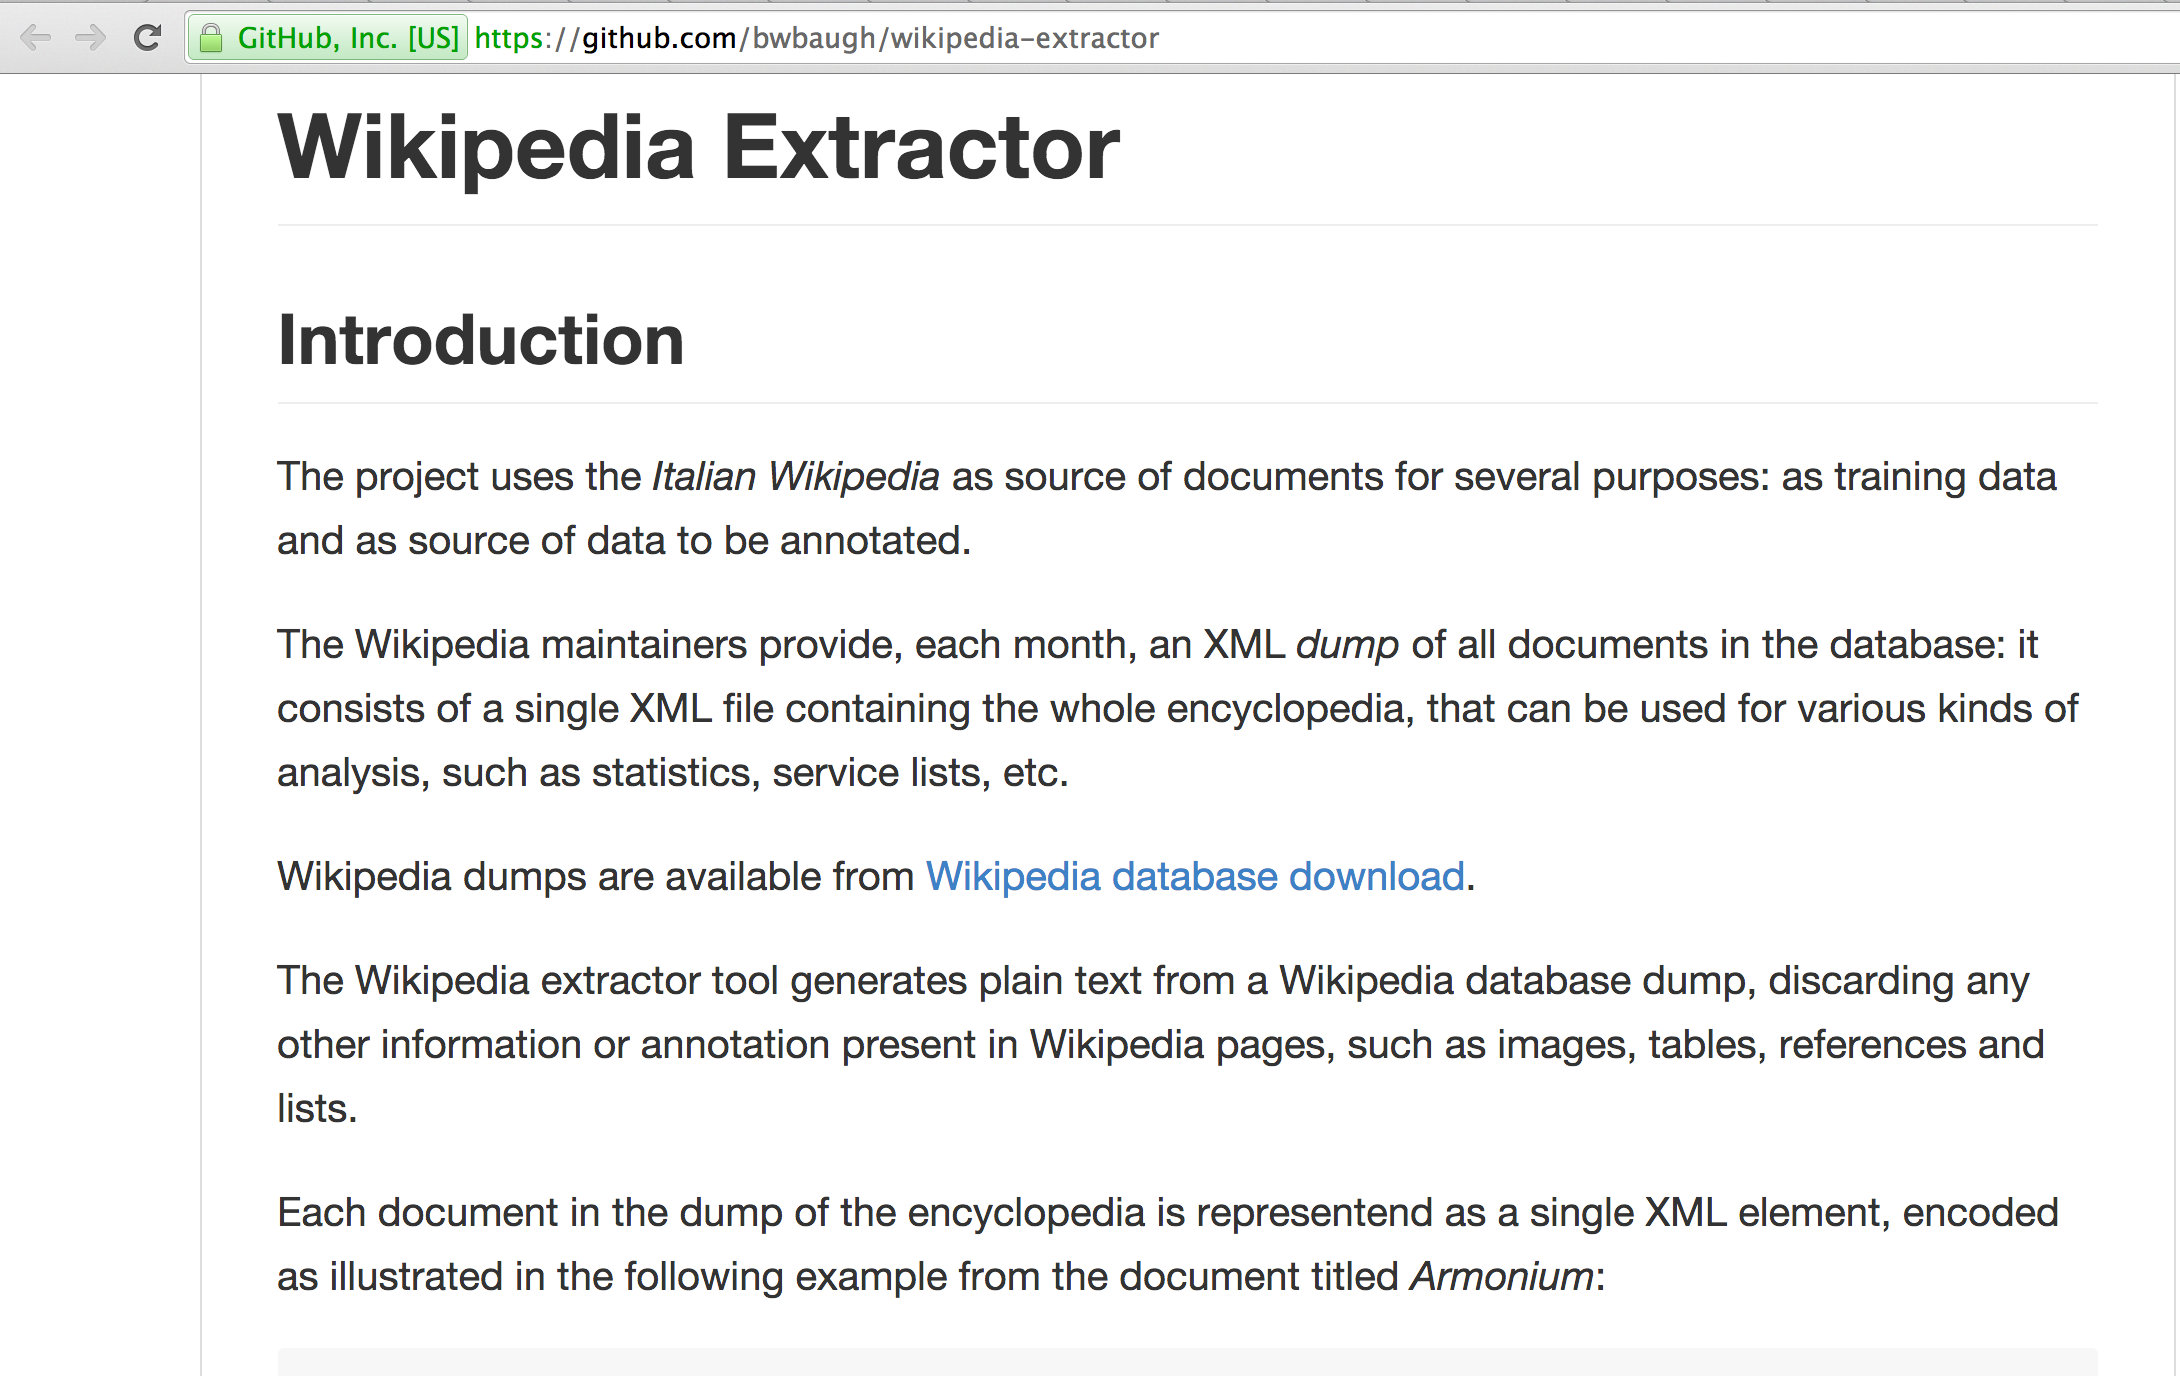 GitHub, Inc. [US] https://github.com/bwbaugh/wikipedia-extractor
Wikipedia Extractor
Introduction
The project uses the Italian Wikipedia as source of documents for several purposes: as training data
and as source of data to be annotated.
The Wikipedia maintainers provide, each month, an XML dump of all documents in the database: it
consists of a single XML file containing the whole encyclopedia, that can be used for various kinds of
analysis, such as statistics, service lists, etc.
Wikipedia dumps are available from Wikipedia database download.
The Wikipedia extractor tool generates plain text from a Wikipedia database dump, discarding any
other information or annotation present in Wikipedia pages, such as images, tables, references and
lists.
Each document in the dump of the encyclopedia is representend as a single XML element, encoded
as illustrated in the following example from the document titled Armonium: